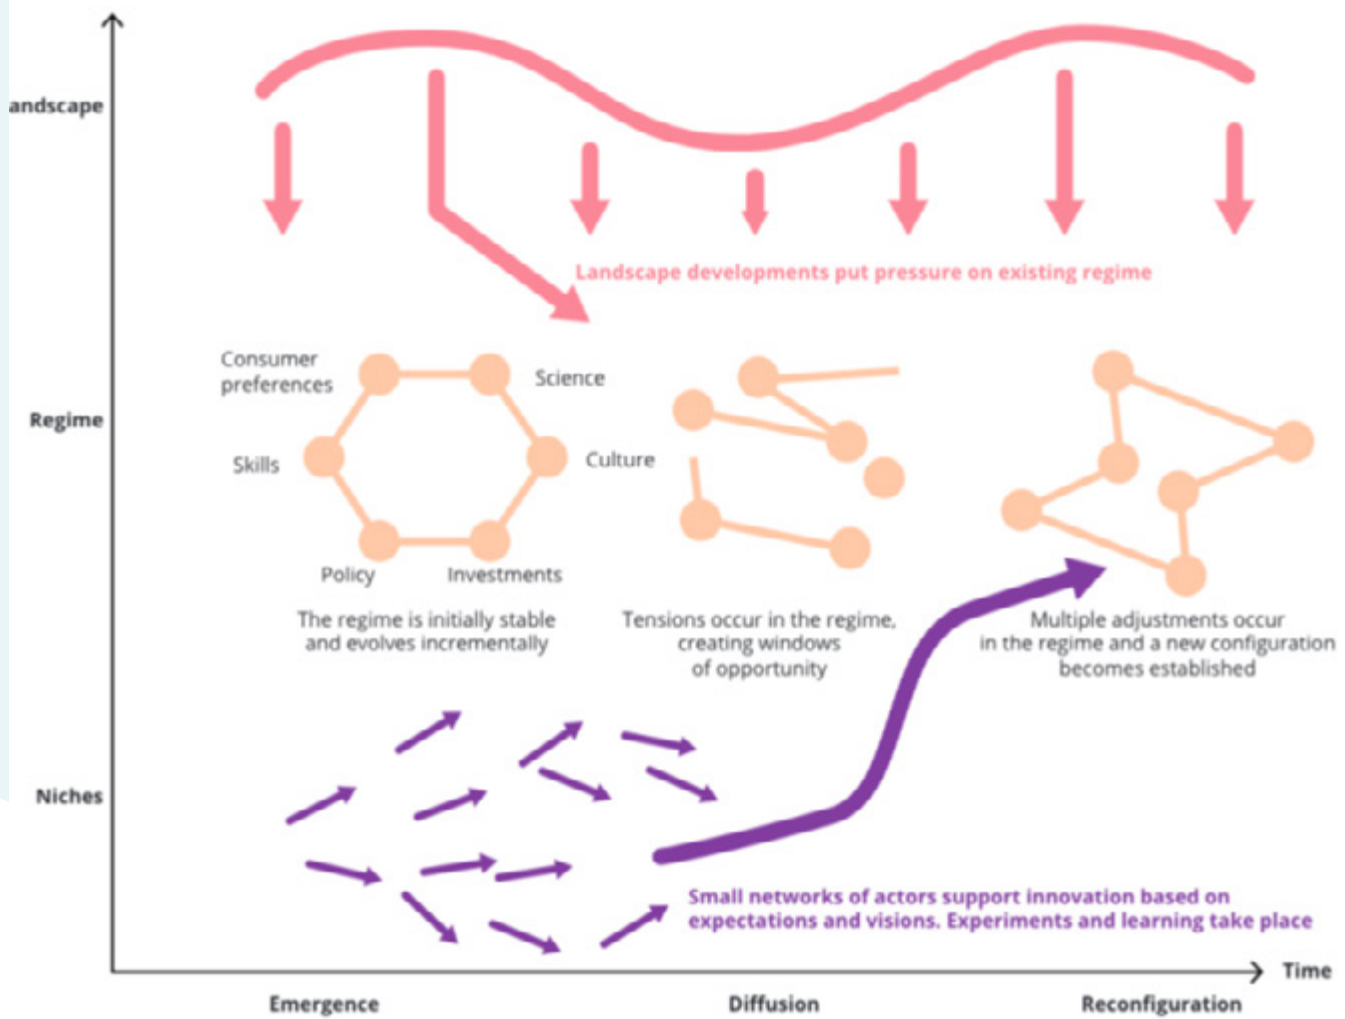 andscape
Landscape developments put pressure on existing regime
Consumer
preferences
Science
Regime
Skills
Culture
Policy
Investments
The regime is initially stable
and evolves incrementally
Tensions occur in the regime,
creating windows
of opportunity
Multiple adjustments occur
in the regime and a new configuration
becomes established
Niches
Small networks of actors support innovation based on
expectations and visions. Experiments and learning take place
Time
Emergence
Diffusion
Reconfiguration